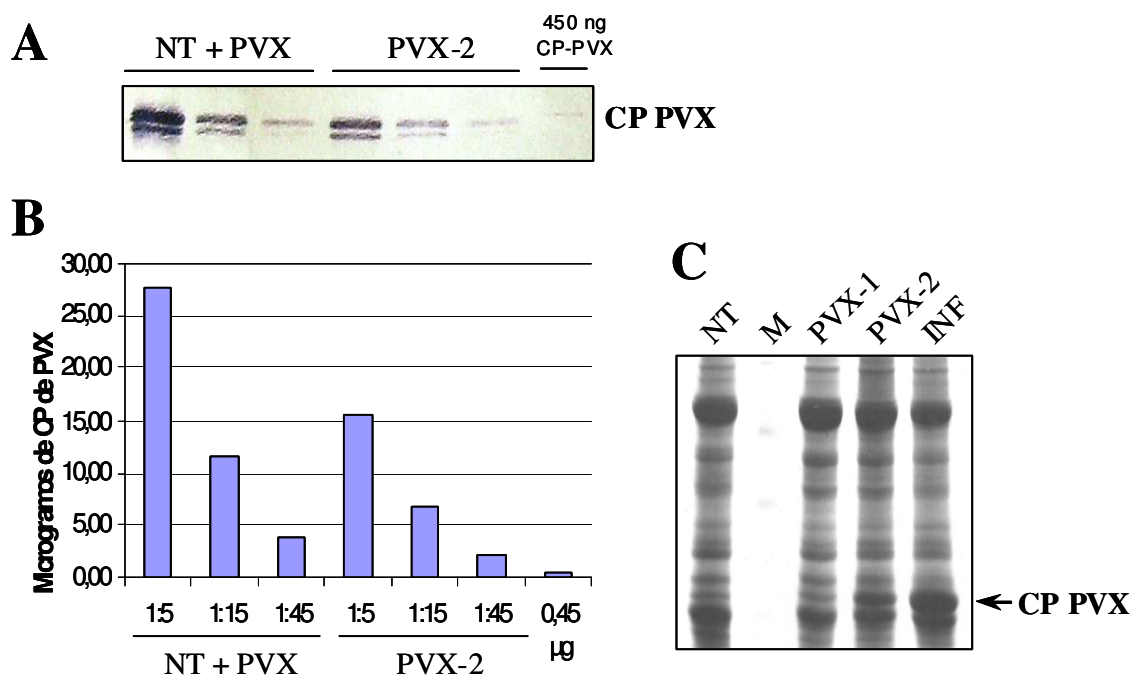 A
NT + PVX
PVX-2
450 ng
CP-PVX
CP PVX
B
Microgramos de CP de PVX
30,00
25,00
20,00
15,00
10,00
5,00
0,00
1:5
1:15
1:45
1:5
1:15
1:45
0,45
µg
NT + PVX
PVX-2
C
NT
M
PVX-1
PVX-2
INF
CP PVX